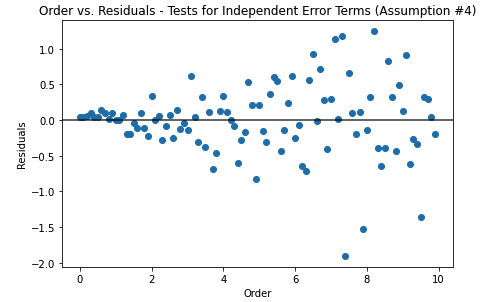 Order vs. Residuals - Tests for Independent Error Terms (Assumption #4)
1.0
0.5
0.0
−0.5
−1.0
−1.5
−2.0
Residuals
0 2 4 6 8 10
Order